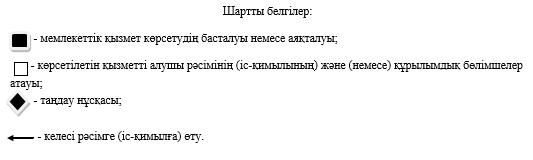 Шартты белгілер:
- мемлекеттік қызмет көрсетудің басталуы немесе аяқталуы;
- көрсетілетін қызметті алушы рәсімінің (іс-қимылының) және (немесе) құрылымдық бөлімшелер
атауы;
- таңдау нұсқасы;
- келесі рәсімге (іс-қимылға) өту.